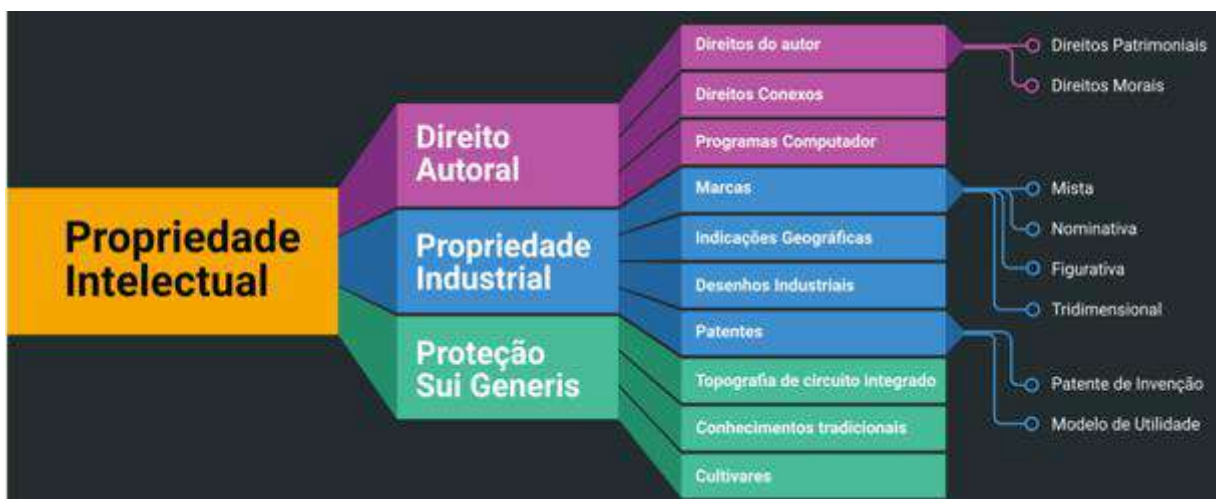 Propriedade
Intelectual
Direito
Autoral
Propriedade
Industrial
Proteção
Sui Generis
Direitos do autor
Direitos Conexos
Programas Computador
Marcas
Indicações Geográficas
Desenhos Industriais
Patentes
Topografia de circuito integrado
Conhecimentos tradicionais
Cultivares
Direitos Patrimoniais
Direitos Morais
Mista
Nominativa
Figurativa
Tridimensional
Patente de Invenção
Modelo de Utilidade